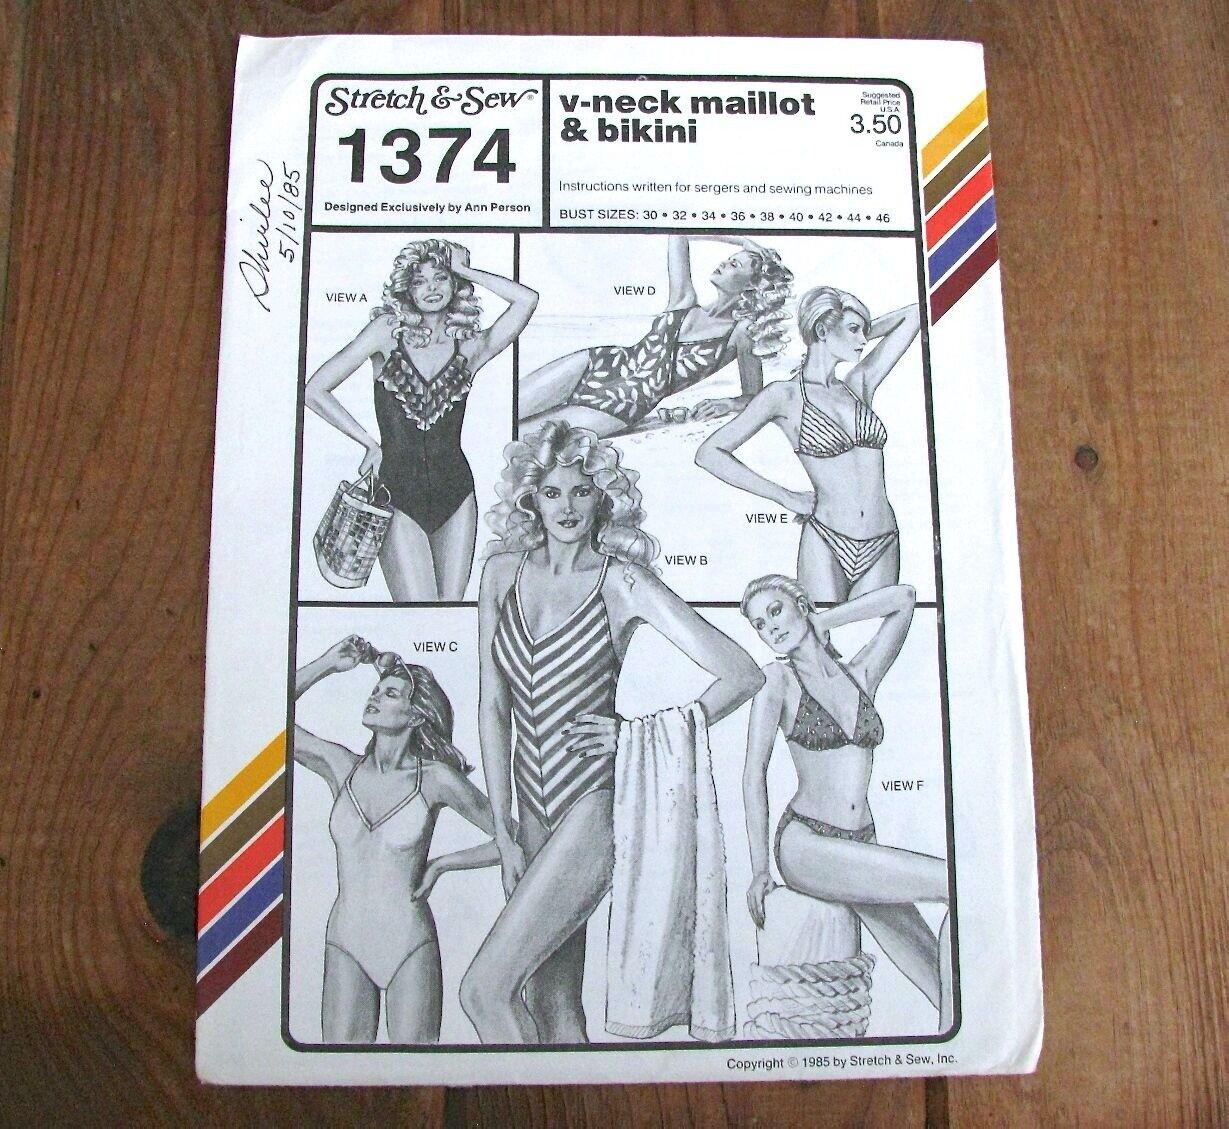 Stretch & Sew®
1374
Designed Exclusively by Ann Person
v-neck maillot
& bikini
Suggested
Retail Price
U.S.A.
3.50
Canada
Instructions written for sergers and sewing machines
BUST SIZES: 30 • 32 • 34 • 36 • 38 • 40 • 42 • 44 • 46
5/10/85
VIEW A
VIEW D
VIEW E
VIEW B
VIEW C
VIEW F
Copyright © 1985 by Stretch & Sew, Inc.